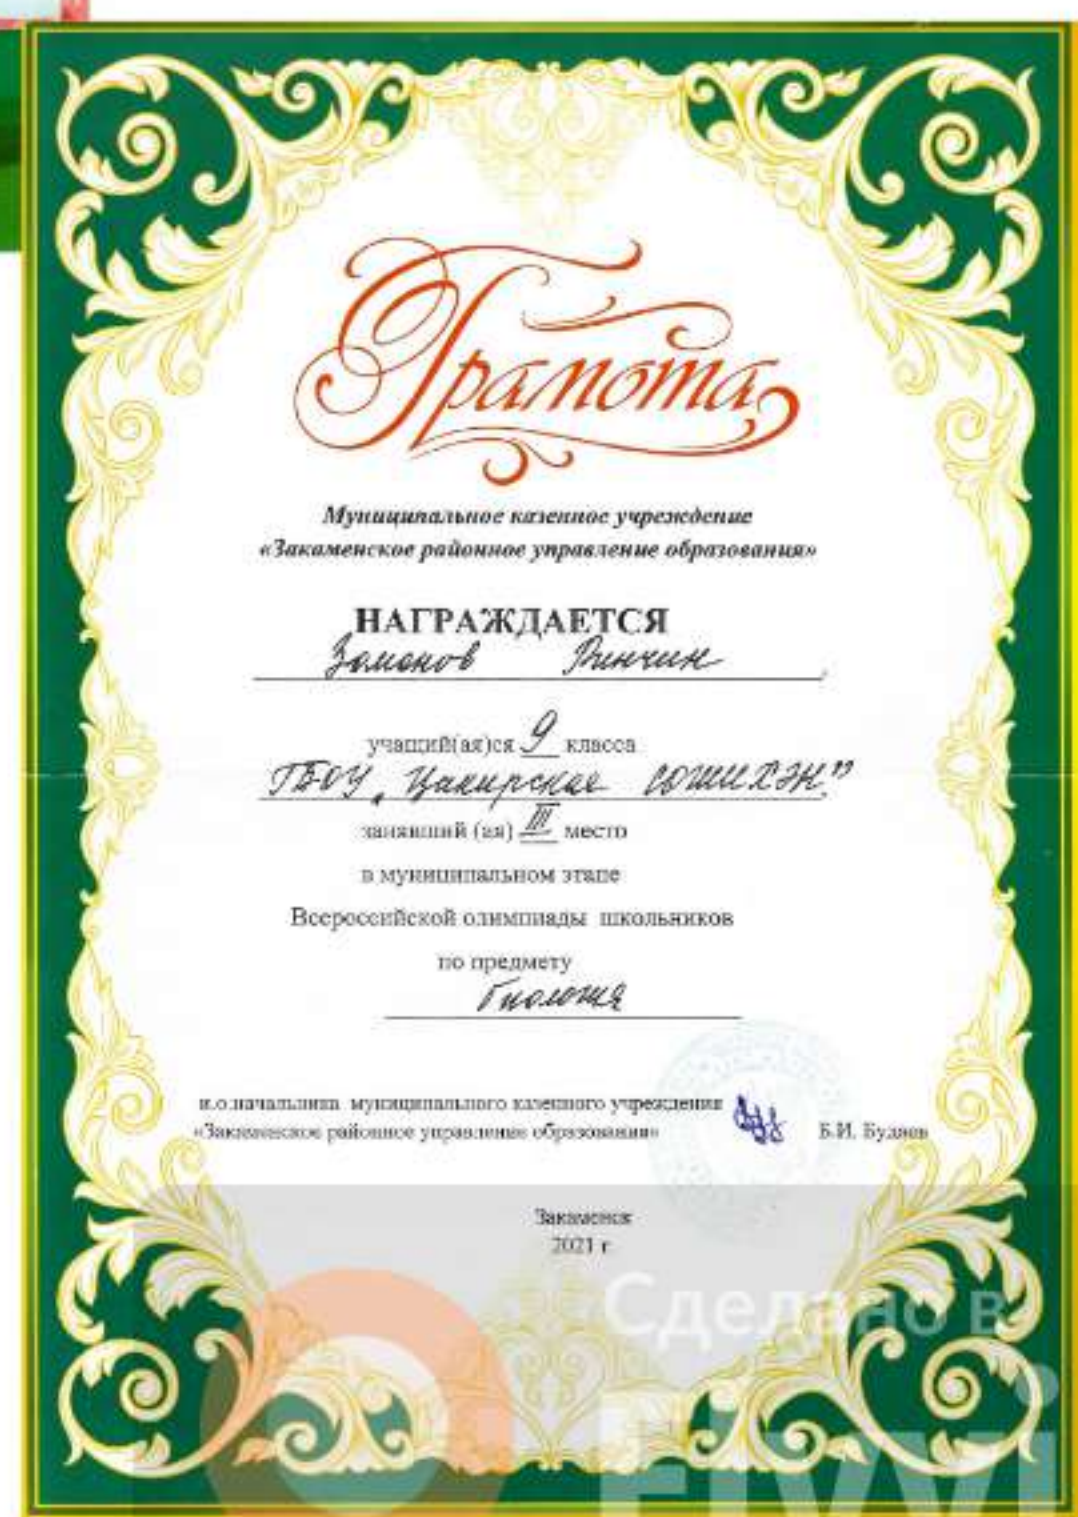 Грамота
Муниципальное казенное учреждение
«Закаменское районное управление образования»
НАГРАЖДАЕТСЯ
Замонов Ринчин
учащий(ая)ся 9 класса
ГБОУ „Цакирская СОШИХЭН"
занявший (ая) III место
в муниципальном этапе
Всероссийской олимпиады школьников
по предмету
биология
и.о.начальника муниципального казенного учреждения
«Закаменское районное управление образования» Б.И. Будаев
Закаменск
2021 г
Сделано в